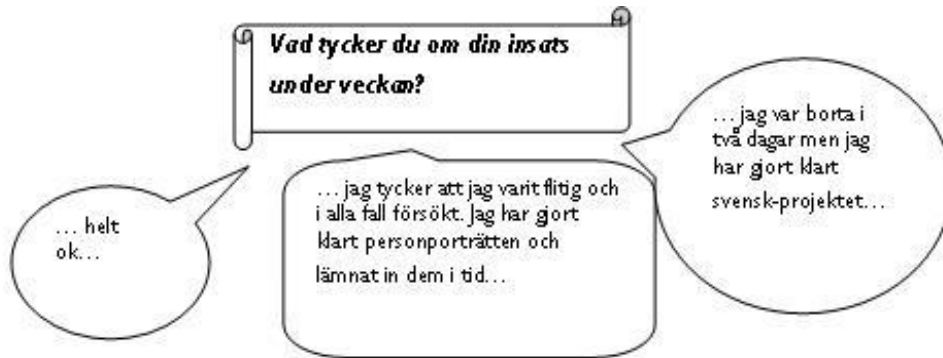 Vad tycker du om din insats
under veckan?
… helt
ok…
… jag tycker att jag varit flitig och
i alla fall försökt. Jag har gjort
klart personporträtten och
lämnat in dem i tid…
… jag var borta i
två dagar men jag
har gjort klart
svensk-projektet…